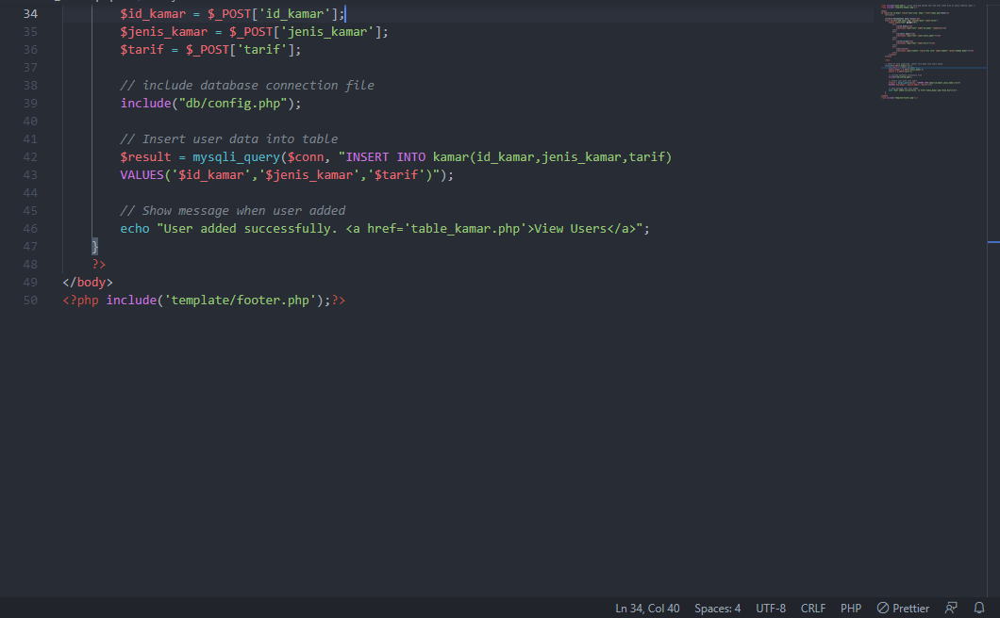 34 $id_kamar = $_POST['id_kamar'];
35 $jenis_kamar = $_POST['jenis_kamar'];
36 $tarif = $_POST['tarif'];
37
38 // include database connection file
39 include("db/config.php");
40
41 // Insert user data into table
42 $result = mysqli_query($conn, "INSERT INTO kamar(id_kamar,jenis_kamar,tarif)
43 VALUES('$id_kamar','$jenis_kamar','$tarif')");
44
45 // Show message when user added
46 echo "User added successfully. <a href='table_kamar.php'>View Users</a>";
47 }
48 ?>
49 </body>
50 <?php include('template/footer.php');?>
Ln 34, Col 40 Spaces: 4 UTF-8 CRLF PHP Prettier